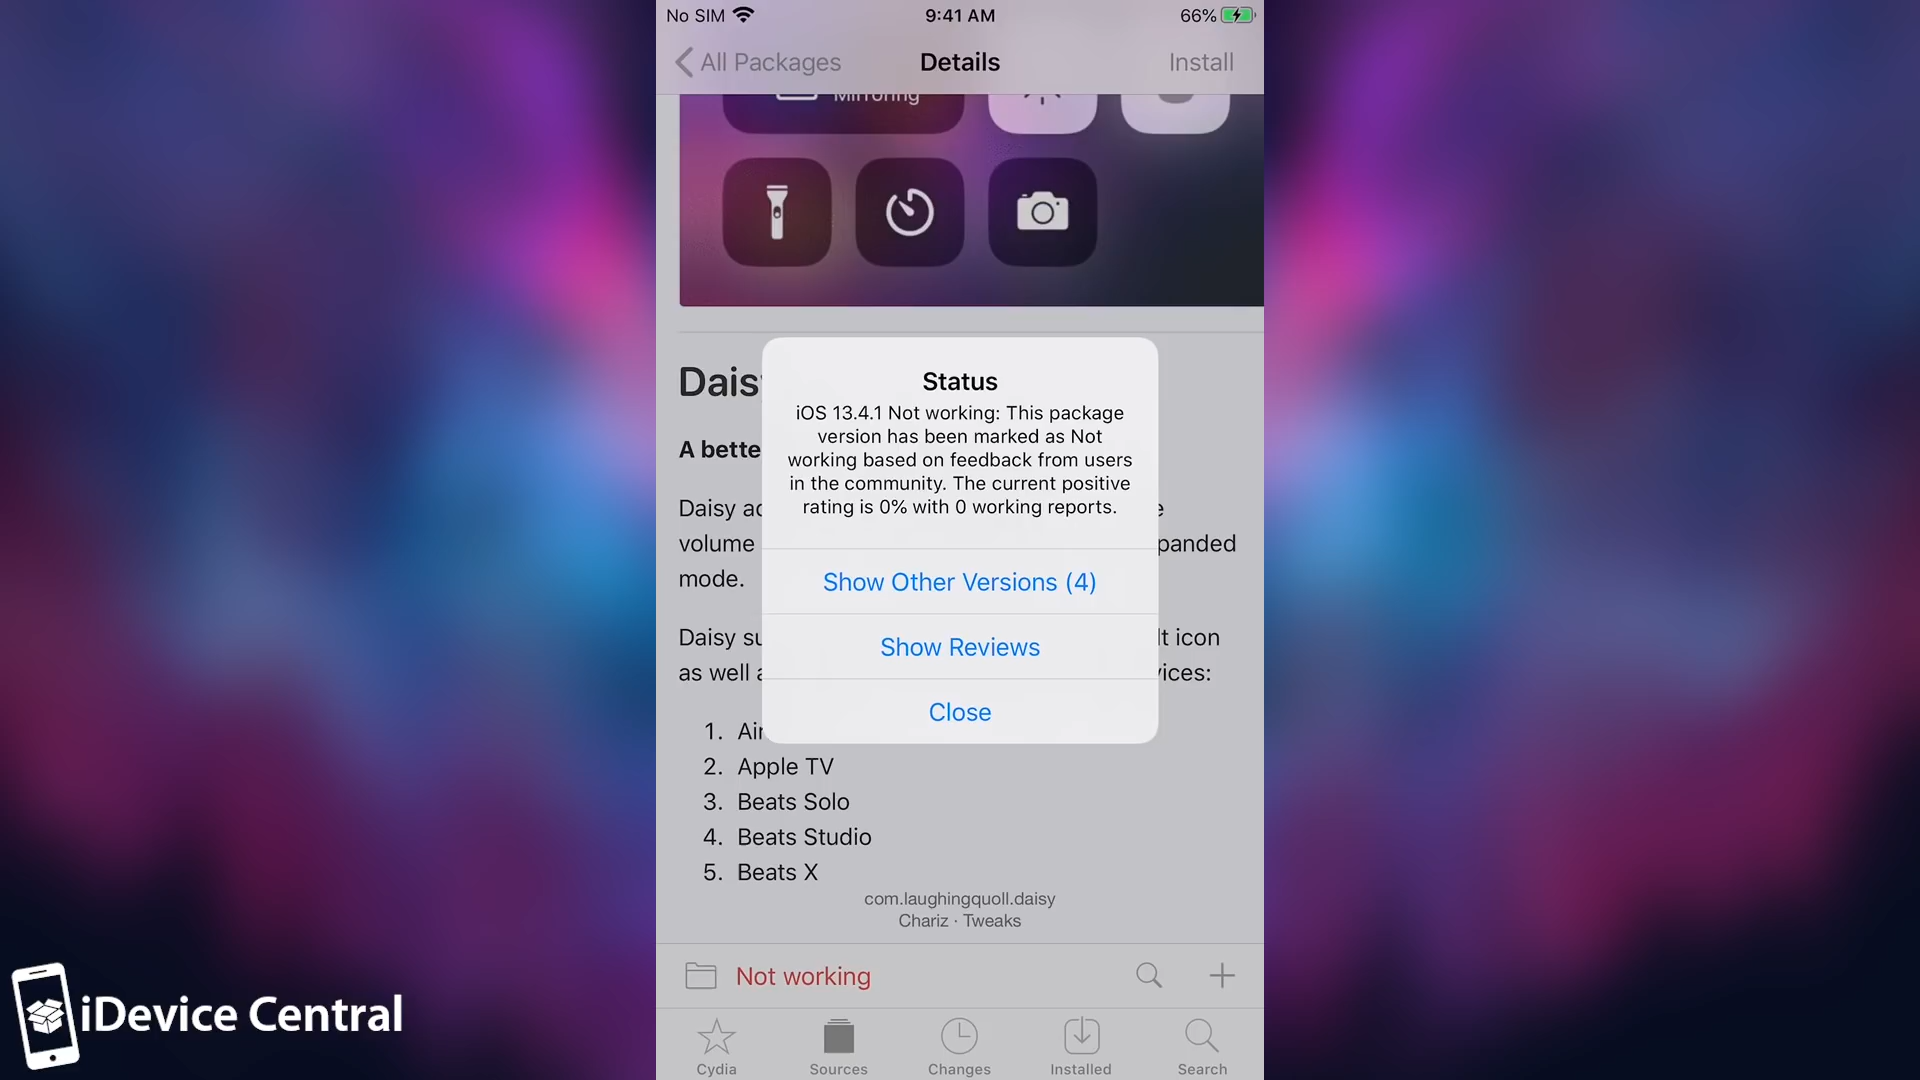 No SIM 9:41 AM 66%
All Packages Details Install
Mirroring
Daisy
A bette
Daisy ad e
volume panded
mode.
Daisy su lt icon
as well a vices:
Status
iOS 13.4.1 Not working: This package
version has been marked as Not
working based on feedback from users
in the community. The current positive
rating is 0% with 0 working reports.
Show Other Versions (4)
Show Reviews
Close
1. Air
2. Apple TV
3. Beats Solo
4. Beats Studio
5. Beats X
com.laughingquoll.daisy
Chariz · Tweaks
Not working
Cydia Sources Changes Installed Search
iDevice Central